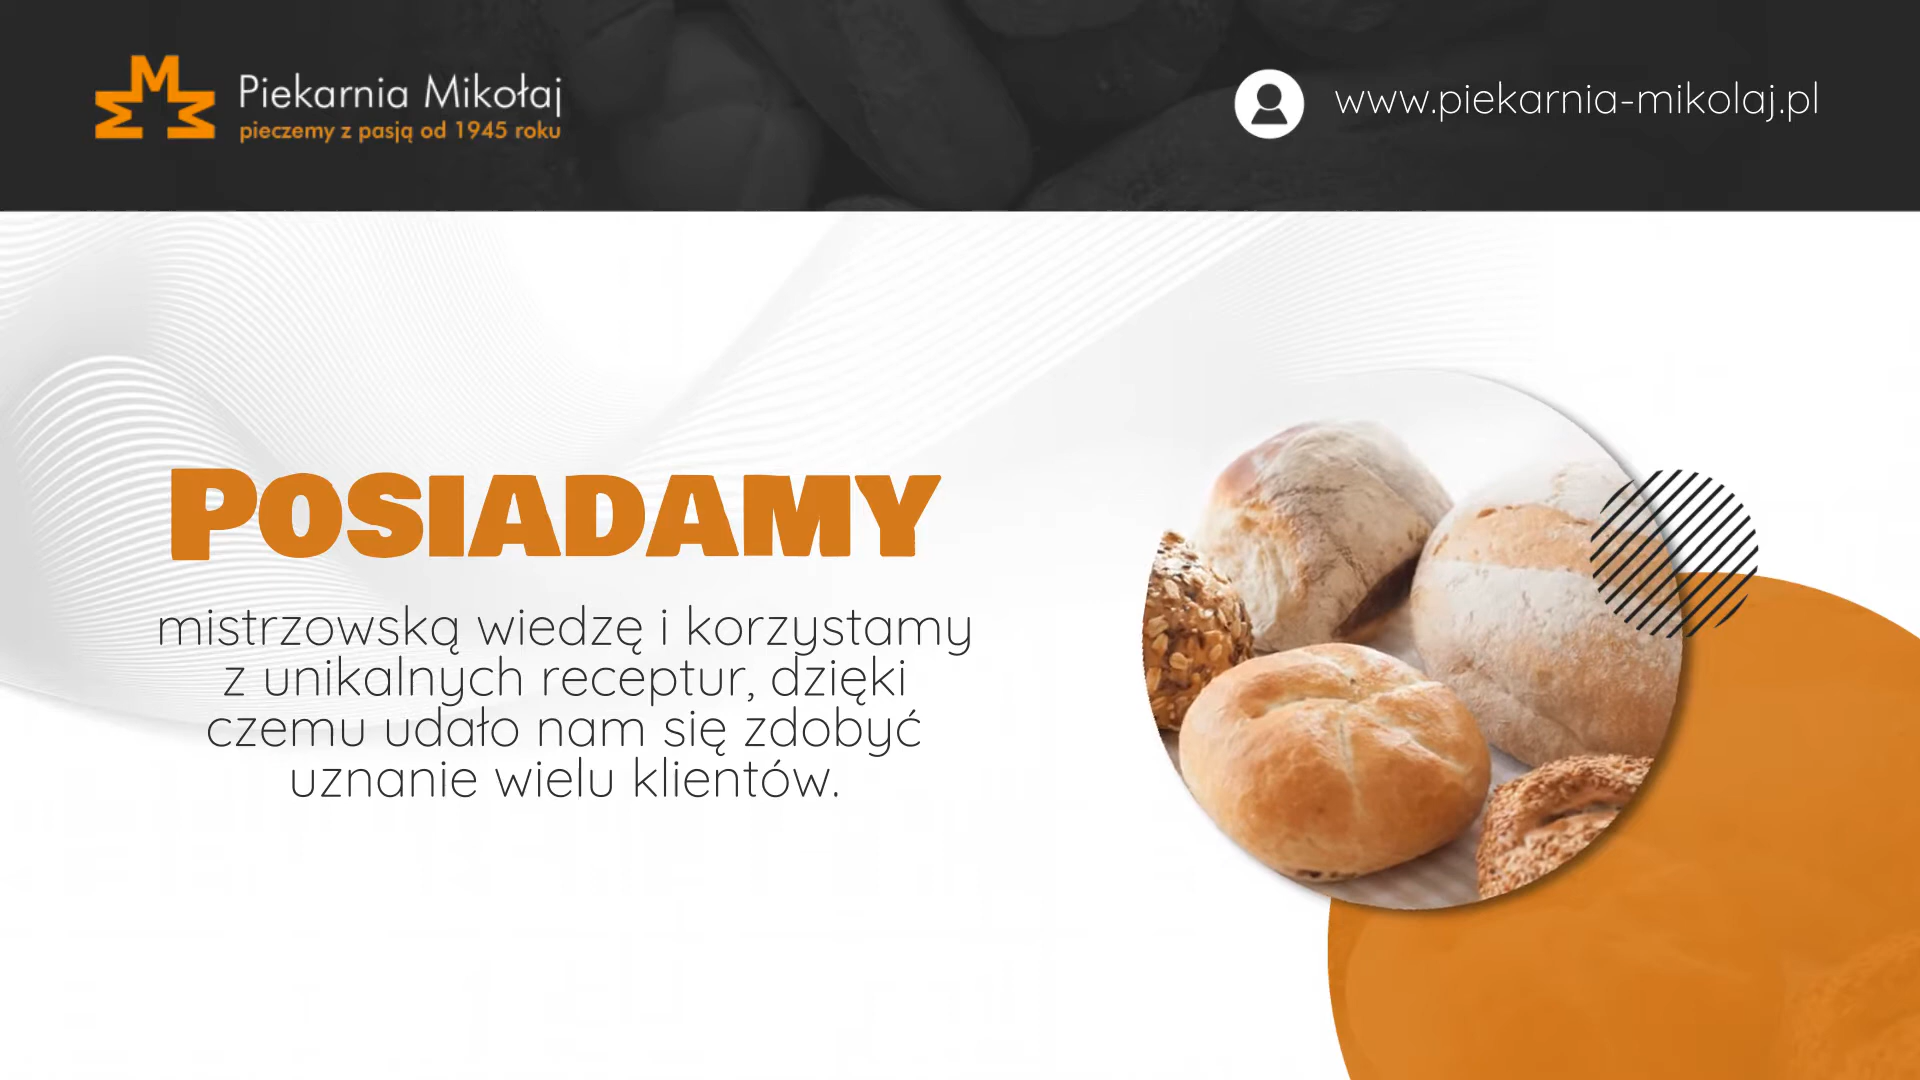 Piekarnia Mikołaj
pieczemy z pasją od 1945 roku
www.piekarnia-mikolaj.pl
POSIADAMY
mistrzowską wiedzę i korzystamy
z unikalnych receptur, dzięki
czemu udało nam się zdobyć
uznanie wielu klientów.